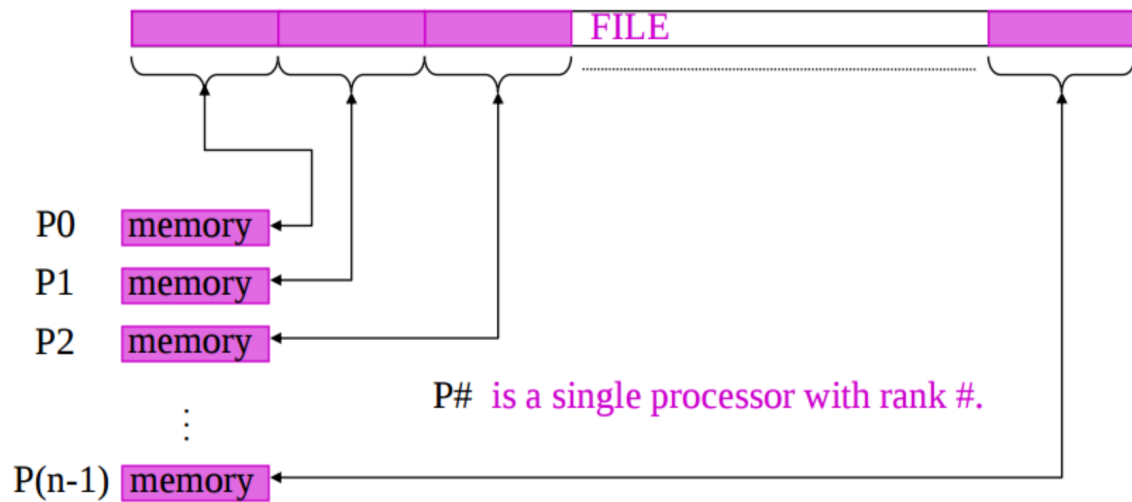 FILE
P0 memory
P1 memory
P2 memory
P# is a single processor with rank #.
P(n-1) memory